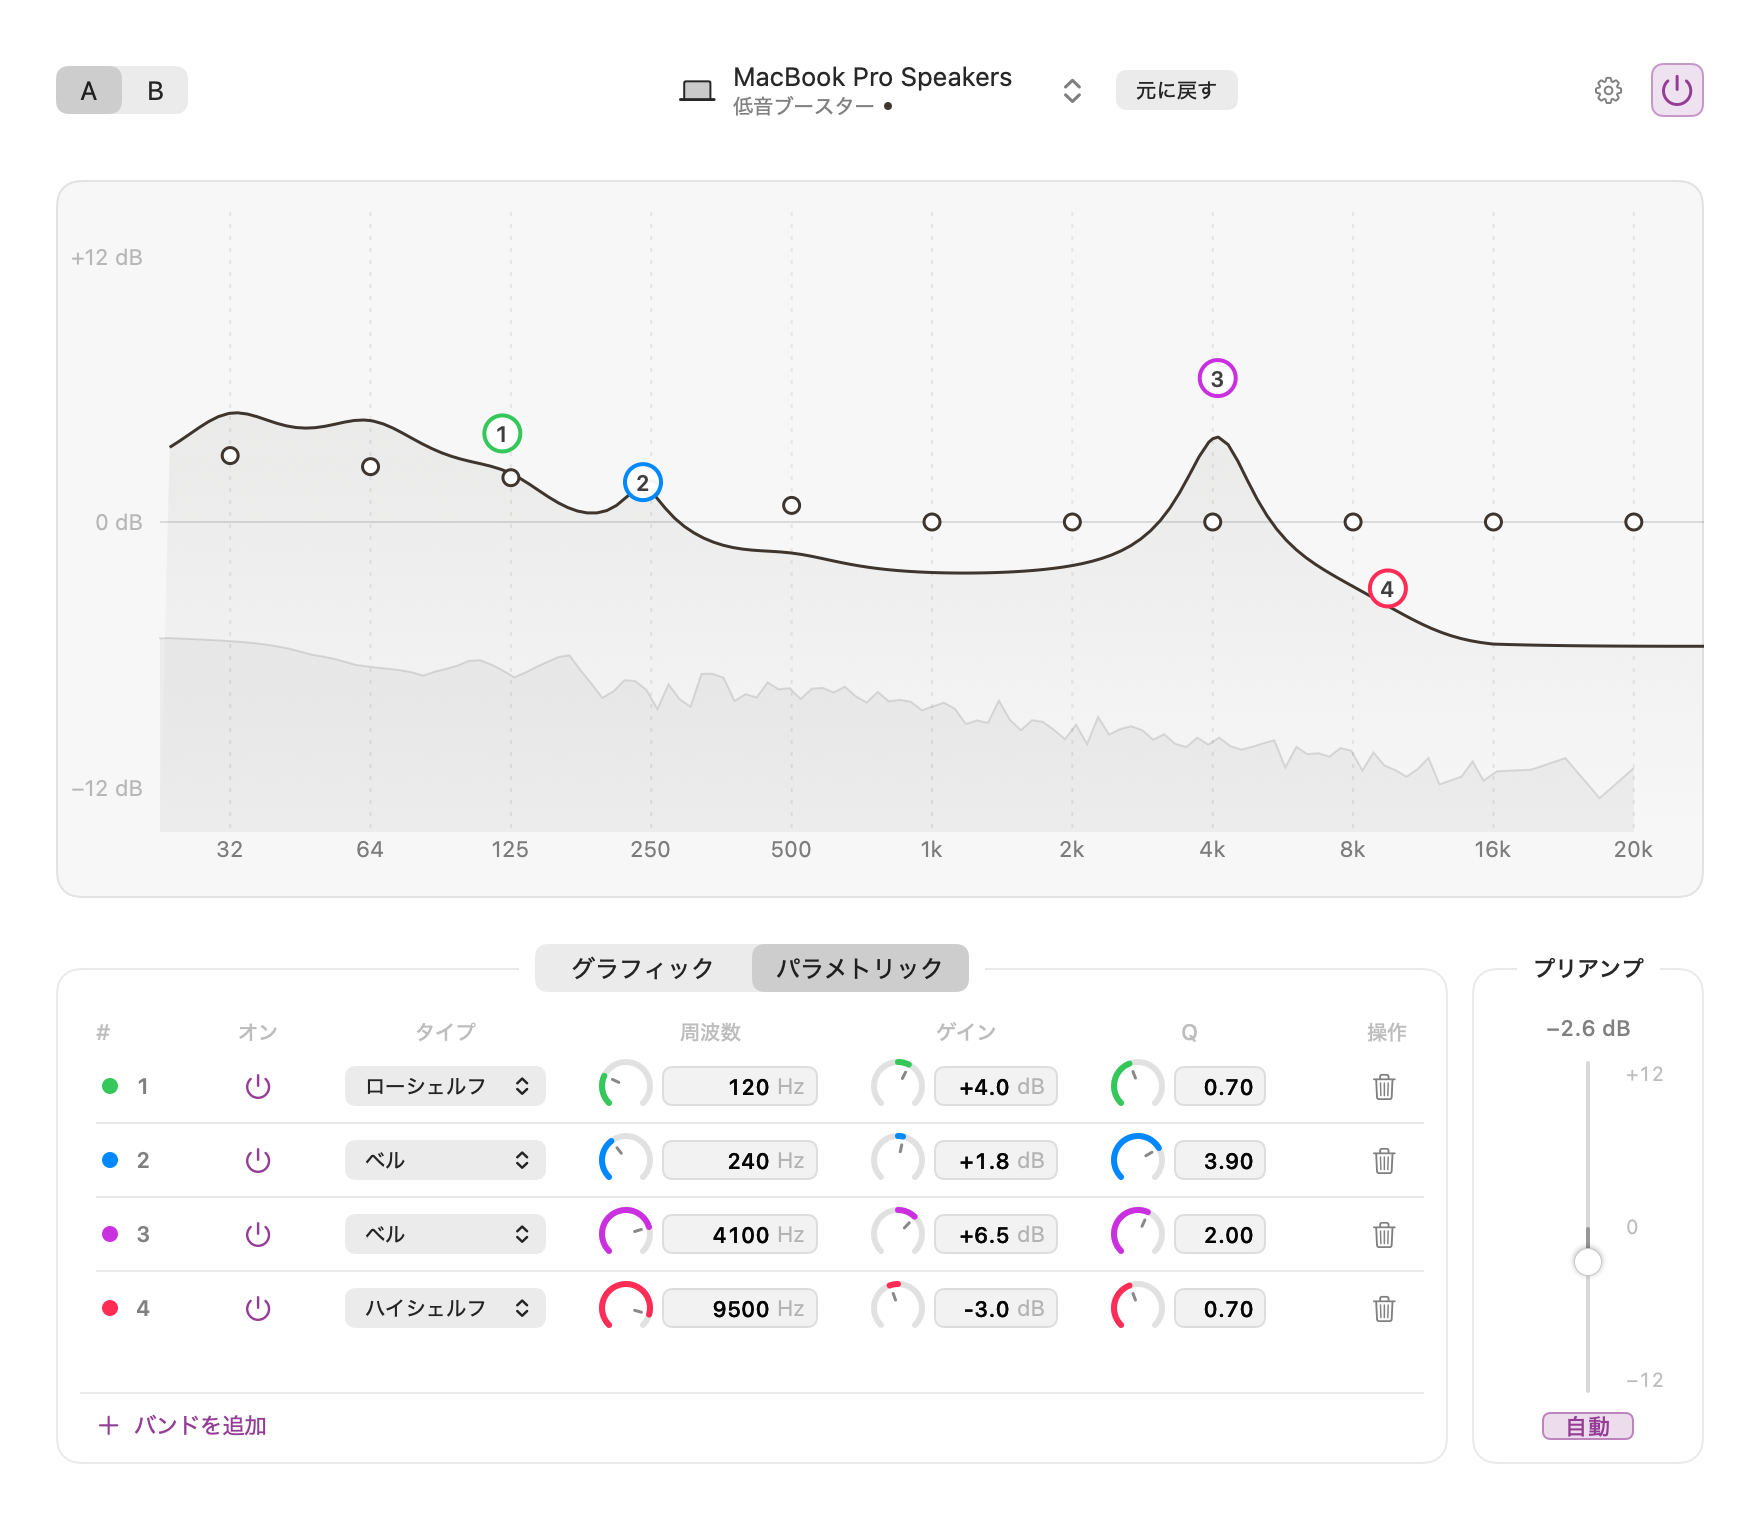 A B
MacBook Pro Speakers
低音ブースター •
元に戻す
+12 dB
0 dB
−12 dB
1
2
3
4
32 64 125 250 500 1k 2k 4k 8k 16k 20k
グラフィック パラメトリック
# オン タイプ 周波数 ゲイン Q 操作
1 ローシェルフ 120 Hz +4.0 dB 0.70
2 ベル 240 Hz +1.8 dB 3.90
3 ベル 4100 Hz +6.5 dB 2.00
4 ハイシェルフ 9500 Hz -3.0 dB 0.70
+ バンドを追加
プリアンプ
−2.6 dB
+12
0
−12
自動